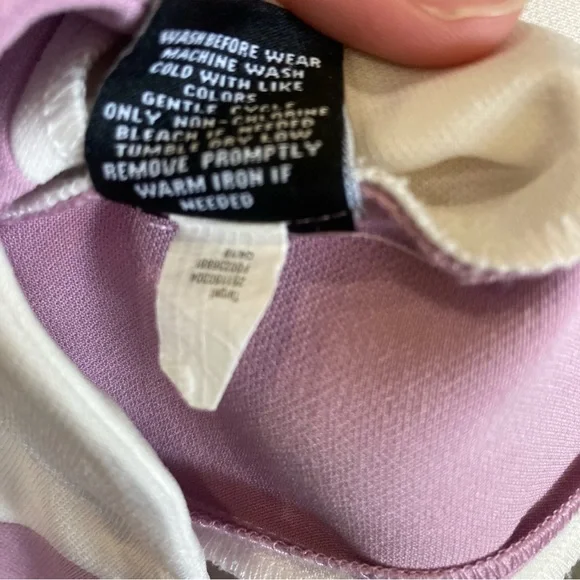 WASH BEFORE WEAR
MACHINE WASH
COLD WITH LIKE
COLORS
GENTLE CYCLE
ONLY NON-CHLORINE
BLEACH IF NEEDED
TUMBLE DRY LOW
REMOVE PROMPTLY
WARM IRON IF
NEEDED
Target